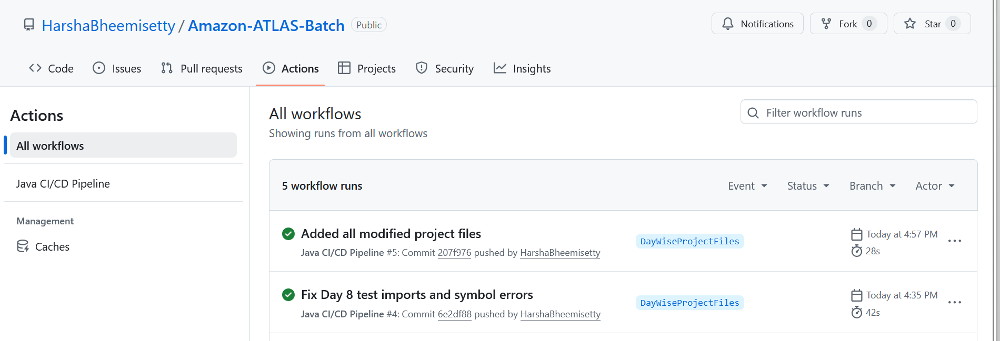 HarshaBheemisetty / Amazon-ATLAS-Batch Public
Notifications Fork 0 Star 0
Code Issues Pull requests Actions Projects Security Insights
Actions
All workflows
Java CI/CD Pipeline
Management
Caches
All workflows
Showing runs from all workflows
Filter workflow runs
5 workflow runs
Event Status Branch Actor
Added all modified project files
Java CI/CD Pipeline #5: Commit 207f976 pushed by HarshaBheemisetty
DayWiseProjectFiles
Today at 4:57 PM
28s
Fix Day 8 test imports and symbol errors
Java CI/CD Pipeline #4: Commit 6e2df88 pushed by HarshaBheemisetty
DayWiseProjectFiles
Today at 4:35 PM
42s